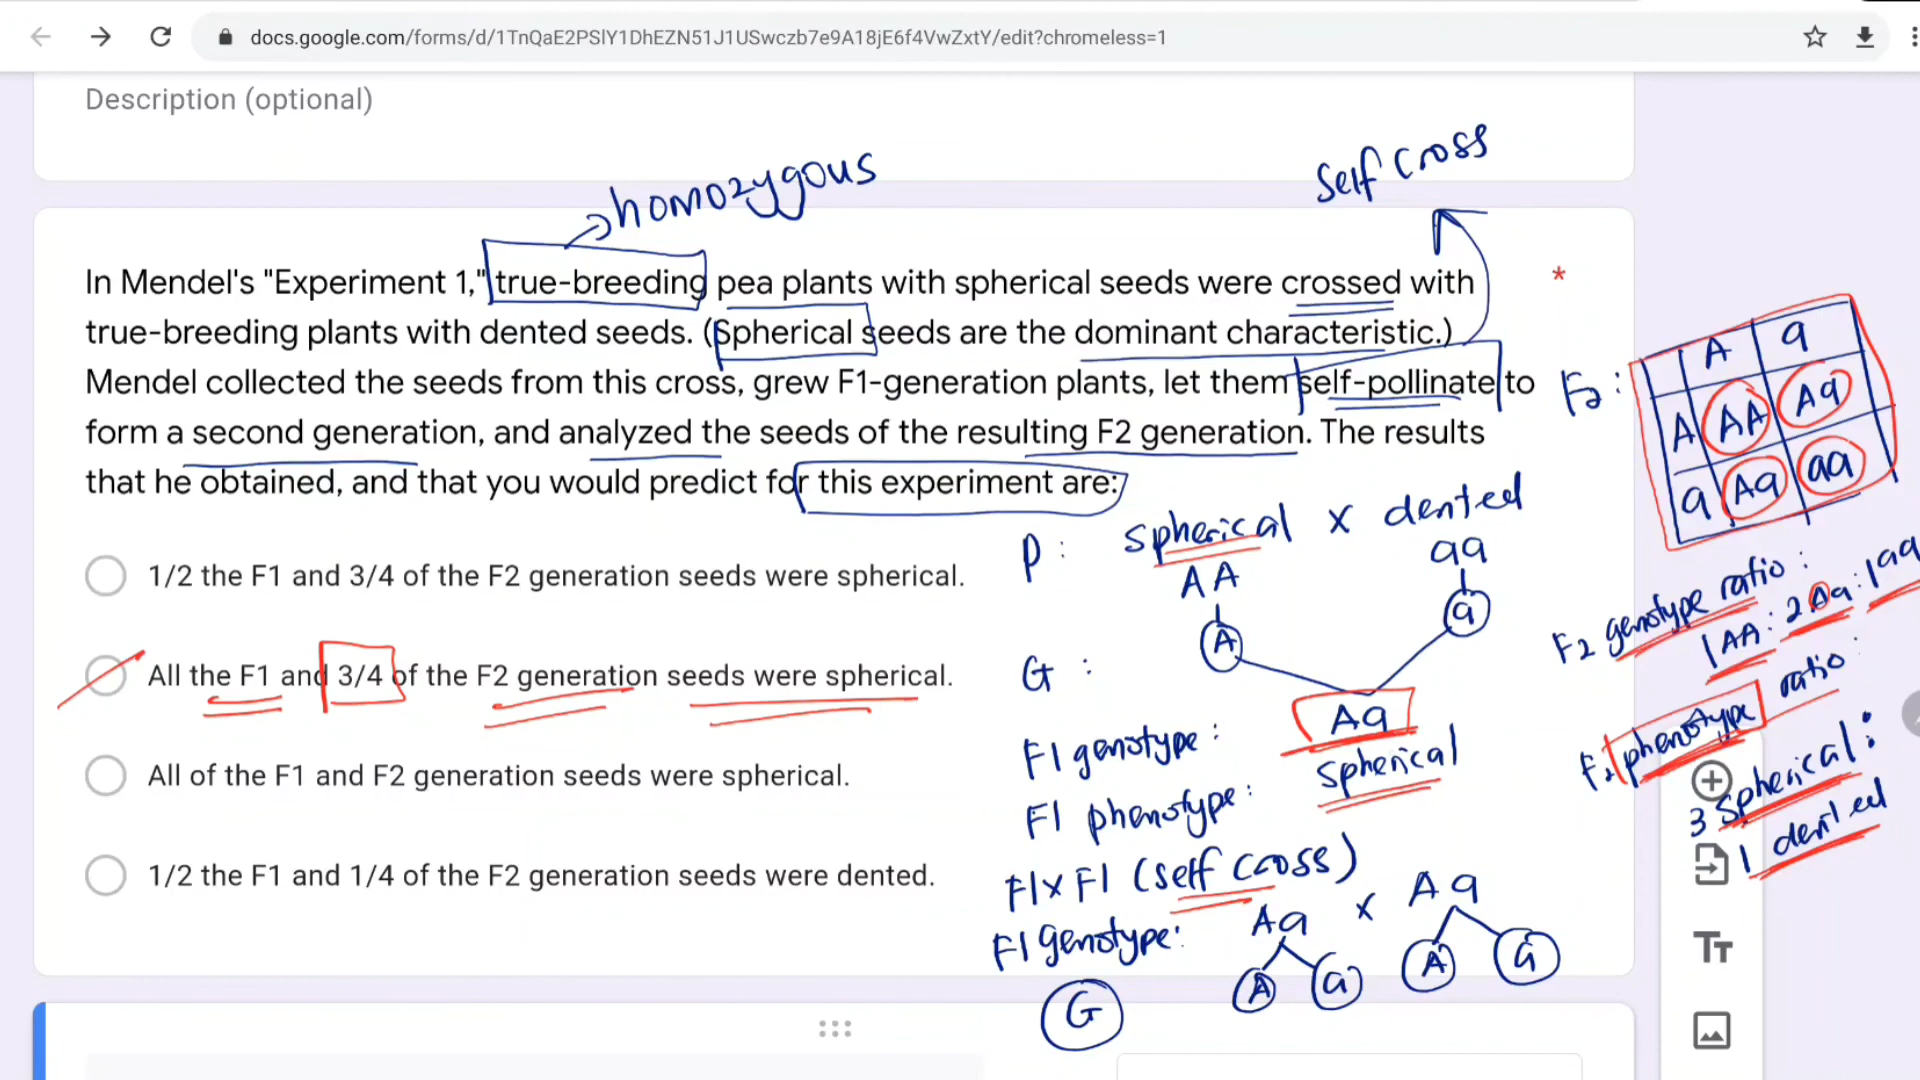 docs.google.com/forms/d/1TnQaE2PSlY1DhEZN51J1USwczb7e9A18jE6f4VwZxtY/edit?chromeless=1
Description (optional)
homozygous
Self cross
In Mendel's "Experiment 1," true-breeding pea plants with spherical seeds were crossed with *
true-breeding plants with dented seeds. (Spherical seeds are the dominant characteristic.)
Mendel collected the seeds from this cross, grew F1-generation plants, let them self-pollinate to
form a second generation, and analyzed the seeds of the resulting F2 generation. The results
that he obtained, and that you would predict for this experiment are:
1/2 the F1 and 3/4 of the F2 generation seeds were spherical.
All the F1 and 3/4 of the F2 generation seeds were spherical.
All of the F1 and F2 generation seeds were spherical.
1/2 the F1 and 1/4 of the F2 generation seeds were dented.
P: spherical x dented
AA aa
A a
G:
F1 genotype: Aa
F1 phenotype: Spherical
F1 x F1 (self cross)
F1 genotype: Aa x Aa
G A a A a
F2:
A a
A AA Aa
a Aa aa
F2 genotype ratio:
1AA: 2Aa: 1aa
F2 phenotype ratio:
3 spherical:
1 dented
Tт